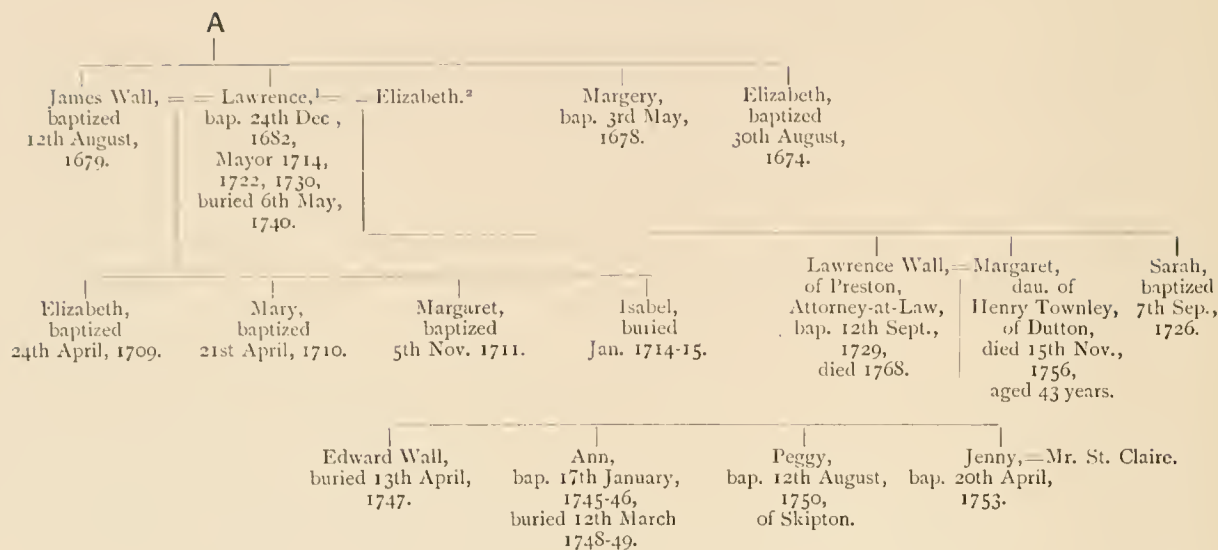 A
James Wall, = = Lawrence,¹ = = Elizabeth.²
baptized
12th August,
1679.
bap. 24th Dec ,
1682,
Mayor 1714,
1722, 1730,
buried 6th May,
1740.
Margery,
bap. 3rd May,
1678.
Elizabeth,
baptized
30th August,
1674.
Lawrence Wall,=Margaret,
of Preston,
Attorney-at-Law,
bap. 12th Sept.,
1729,
died 1768.
dau. of
Henry Townley,
of Dutton,
died 15th Nov.,
1756,
aged 43 years.
Sarah,
baptized
7th Sep.,
1726.
Elizabeth,
baptized
24th April, 1709.
Mary,
baptized
21st April, 1710.
Margaret,
baptized
5th Nov. 1711.
Isabel,
buried
Jan. 1714-15.
Edward Wall,
buried 13th April,
1747.
Ann,
bap. 17th January,
1745-46,
buried 12th March
1748-49.
Peggy,
bap. 12th August,
1750,
of Skipton.
Jenny,=Mr. St. Claire.
bap. 20th April,
1753.